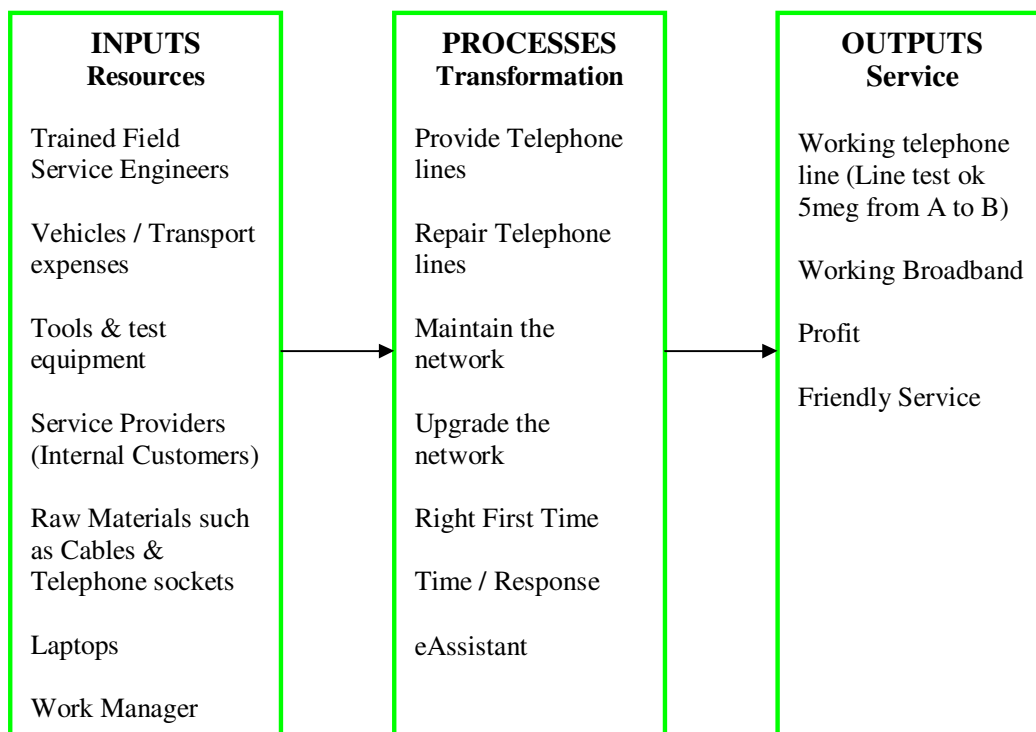 INPUTS
Resources
Trained Field
Service Engineers
Vehicles / Transport
expenses
Tools & test
equipment
Service Providers
(Internal Customers)
Raw Materials such
as Cables &
Telephone sockets
Laptops
Work Manager
PROCESSES
Transformation
Provide Telephone
lines
Repair Telephone
lines
Maintain the
network
Upgrade the
network
Right First Time
Time / Response
eAssistant
OUTPUTS
Service
Working telephone
line (Line test ok
5meg from A to B)
Working Broadband
Profit
Friendly Service